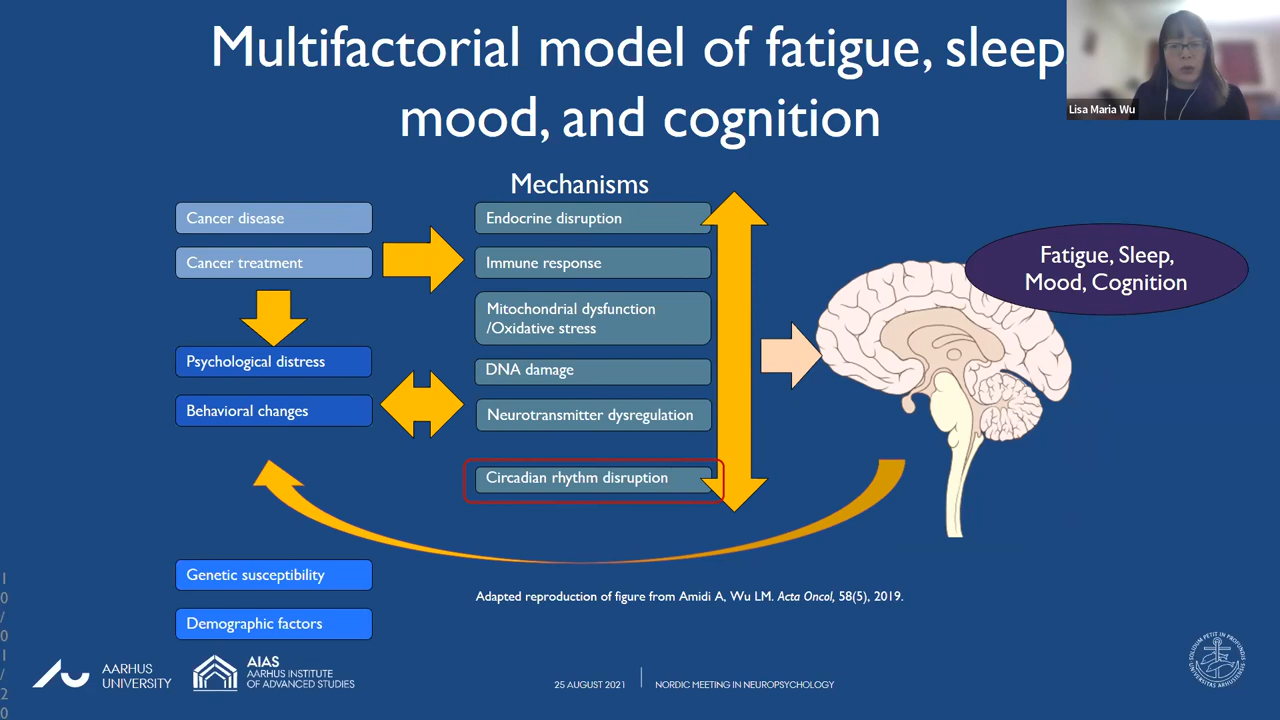 Multifactorial model of fatigue, sleep,
mood, and cognition
Lisa Maria Wu
Mechanisms
Cancer disease
Cancer treatment
Psychological distress
Behavioral changes
Genetic susceptibility
Demographic factors
Endocrine disruption
Immune response
Mitochondrial dysfunction
/Oxidative stress
DNA damage
Neurotransmitter dysregulation
Circadian rhythm disruption
Fatigue, Sleep,
Mood, Cognition
Adapted reproduction of figure from Amidi A, Wu LM. Acta Oncol, 58(5), 2019.
10/01/20
AARHUS
UNIVERSITY
AIAS
AARHUS INSTITUTE
OF ADVANCED STUDIES
25 AUGUST 2021
NORDIC MEETING IN NEUROPSYCHOLOGY